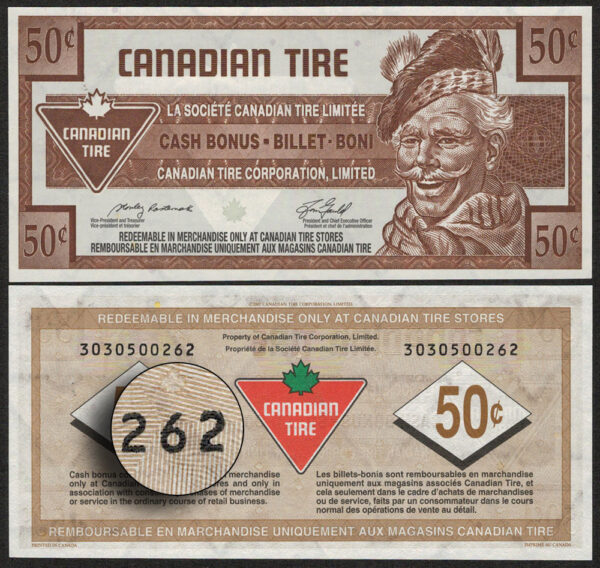 50¢ 50¢
CANADIAN TIRE
LA SOCIÉTÉ CANADIAN TIRE LIMITÉE
CANADIAN
TIRE
CASH BONUS • BILLET-BONI
CANADIAN TIRE CORPORATION, LIMITED
Vice-President and Treasurer
Vice-président et trésorier
President and Chief Executive Officer
Président et chef de l'administration
50¢ 50¢
REDEEMABLE IN MERCHANDISE ONLY AT CANADIAN TIRE STORES
REMBOURSABLE EN MARCHANDISE UNIQUEMENT AUX MAGASINS CANADIAN TIRE
CANADIAN TIRE CORPORATION, LIMITED
REDEEMABLE IN MERCHANDISE ONLY AT CANADIAN TIRE STORES
Property of Canadian Tire Corporation, Limited.
Propriété de la Société Canadian Tire Limitée.
3030500262 3030500262
CANADIAN
TIRE
262
50¢
Cash bonus merchandise
only at Canadian and only in
association with of merchandise
or service in the ordinary course of retail business.
Les billets-bonis sont remboursables en marchandise
uniquement aux magasins associés Canadian Tire, et
cela seulement dans le cadre d'achats de marchandises
ou de service, faits par un consommateur dans le cours
normal des opérations de vente au détail.
REMBOURSABLE EN MARCHANDISE UNIQUEMENT AUX MAGASINS CANADIAN TIRE
PRINTED IN CANADA IMPRIMÉ AU CANADA